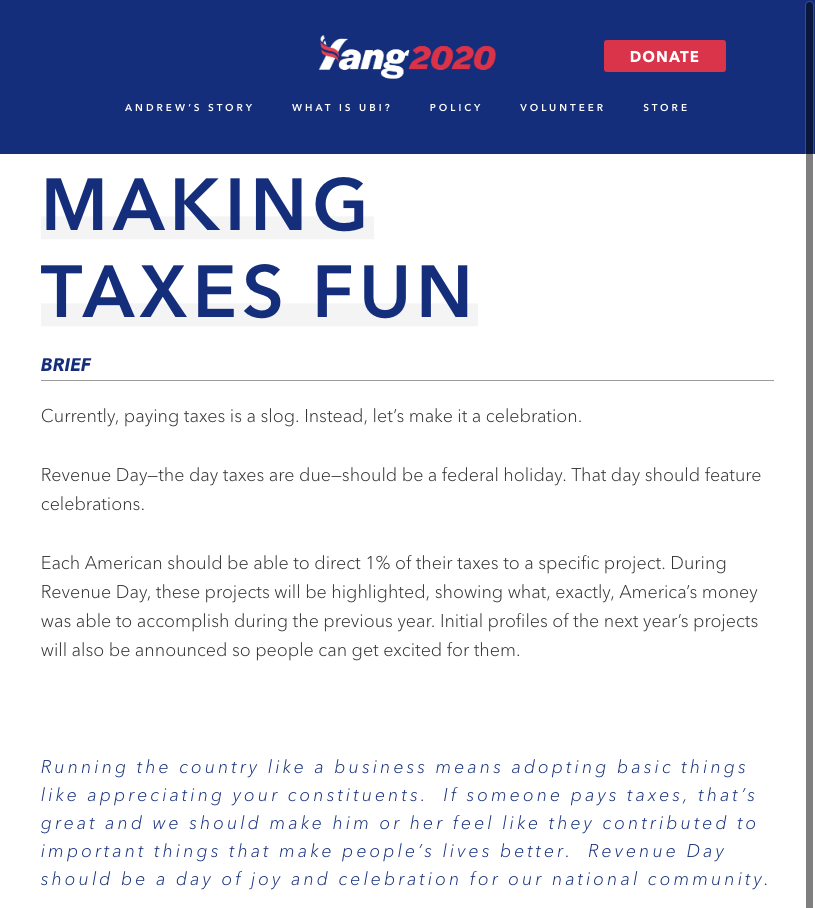 Yang2020
DONATE
ANDREW'S STORY WHAT IS UBI? POLICY VOLUNTEER STORE
MAKING
TAXES FUN
BRIEF
Currently, paying taxes is a slog. Instead, let's make it a celebration.
Revenue Day—the day taxes are due—should be a federal holiday. That day should feature
celebrations.
Each American should be able to direct 1% of their taxes to a specific project. During
Revenue Day, these projects will be highlighted, showing what, exactly, America's money
was able to accomplish during the previous year. Initial profiles of the next year's projects
will also be announced so people can get excited for them.
Running the country like a business means adopting basic things
like appreciating your constituents.  If someone pays taxes, that's
great and we should make him or her feel like they contributed to
important things that make people's lives better.  Revenue Day
should be a day of joy and celebration for our national community.